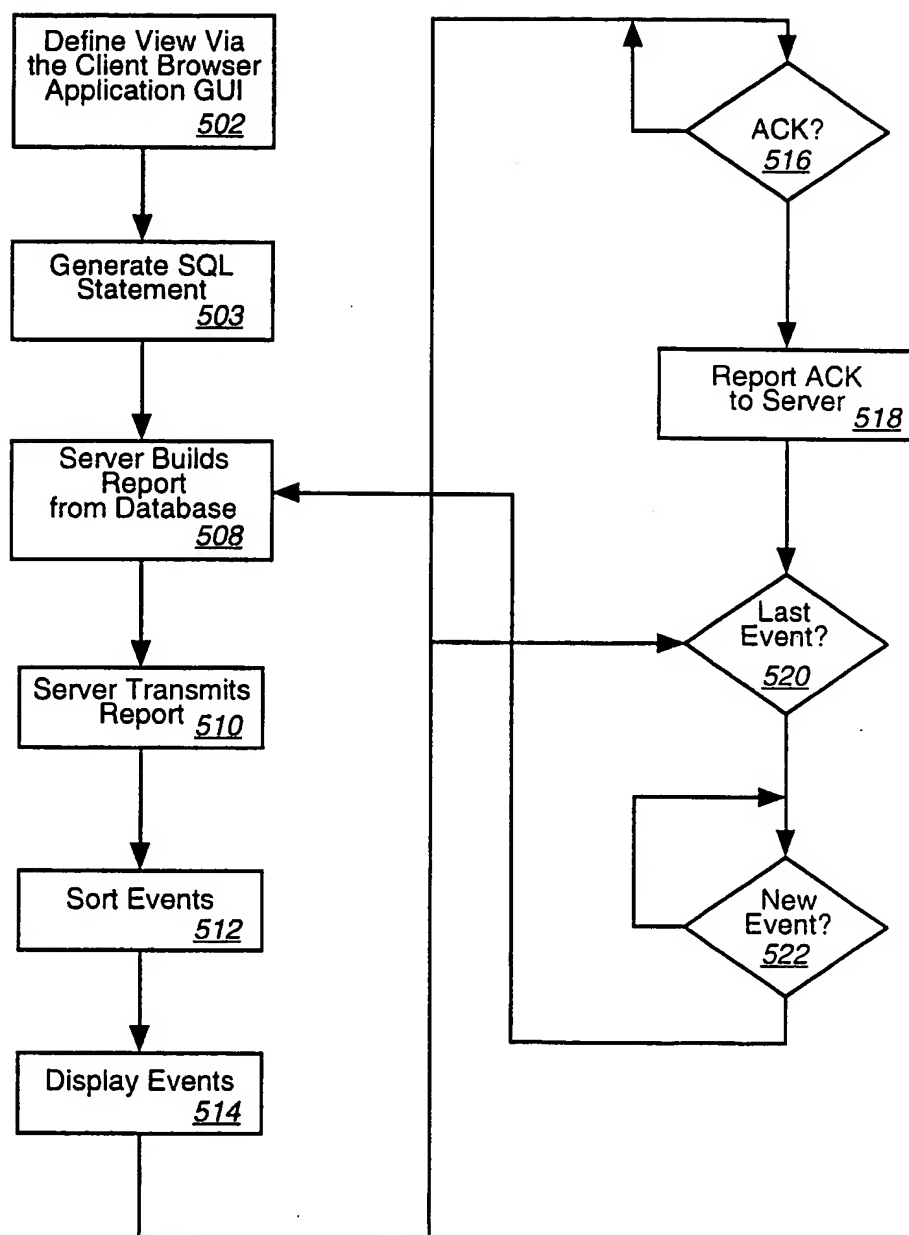 Define View Via
the Client Browser
Application GUI
502
Generate SQL
Statement
503
Server Builds
Report
from Database
508
Server Transmits
Report
510
Sort Events
512
Display Events
514
ACK?
516
Report ACK
to Server
518
Last
Event?
520
New
Event?
522